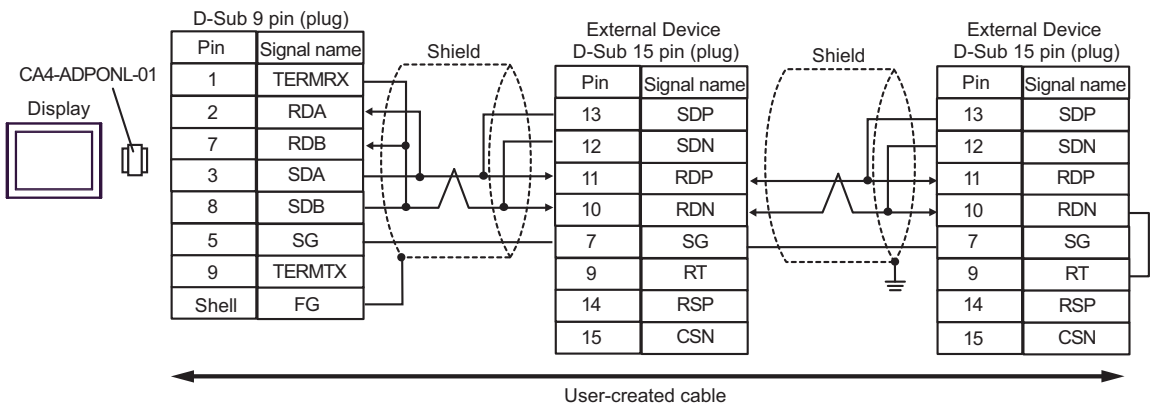 CA4-ADPONL-01
Display
D-Sub 9 pin (plug)
Pin Signal name
1 TERMRX
2 RDA
7 RDB
3 SDA
8 SDB
5 SG
9 TERMTX
Shell FG
Shield
External Device
D-Sub 15 pin (plug)
Pin Signal name
13 SDP
12 SDN
11 RDP
10 RDN
7 SG
9 RT
14 RSP
15 CSN
Shield
External Device
D-Sub 15 pin (plug)
Pin Signal name
13 SDP
12 SDN
11 RDP
10 RDN
7 SG
9 RT
14 RSP
15 CSN
User-created cable